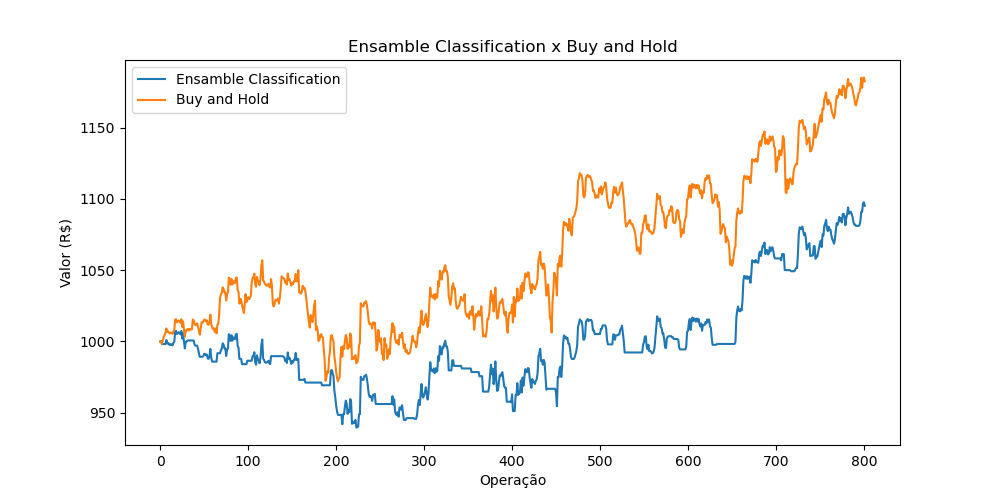 Ensamble Classification x Buy and Hold
Ensamble Classification
Buy and Hold
Valor (R$)
1150
1100
1050
1000
950
0 100 200 300 400 500 600 700 800
Operação